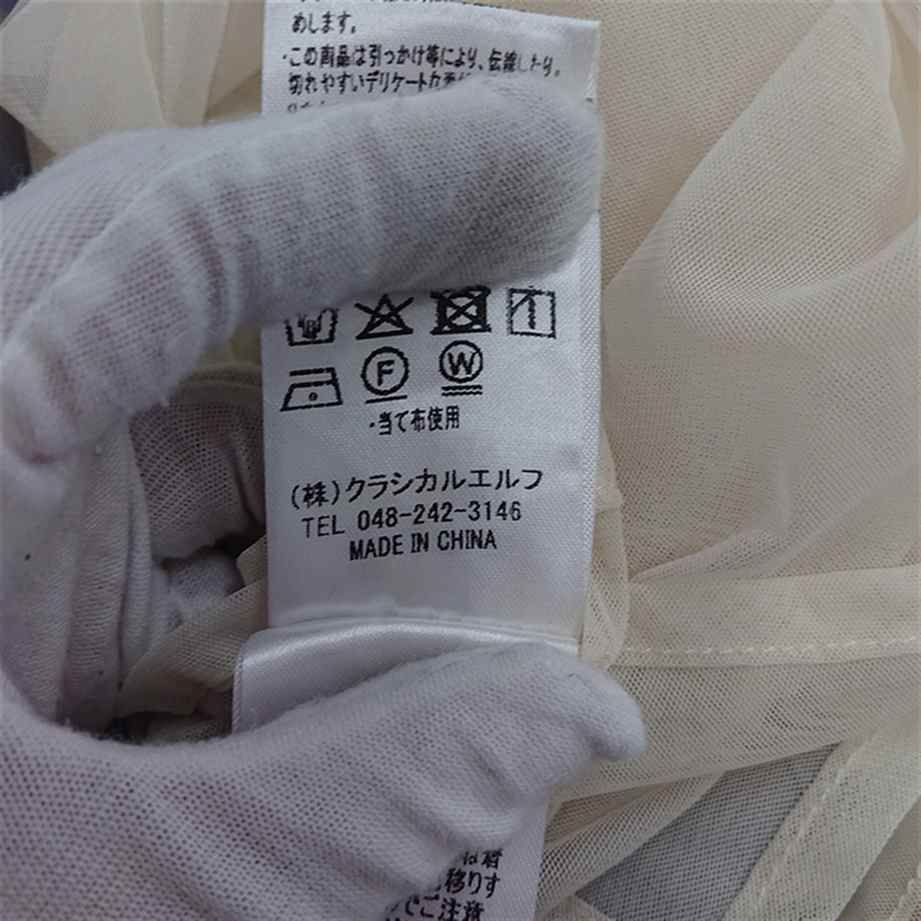 めします。
・この商品は引っかけ等により、伝線したり。
切れやすいデリケートな
F W
・当て布使用
(株)クラシカルエルフ
TEL 048-242-3146
MADE IN CHINA
移りす
でご注意